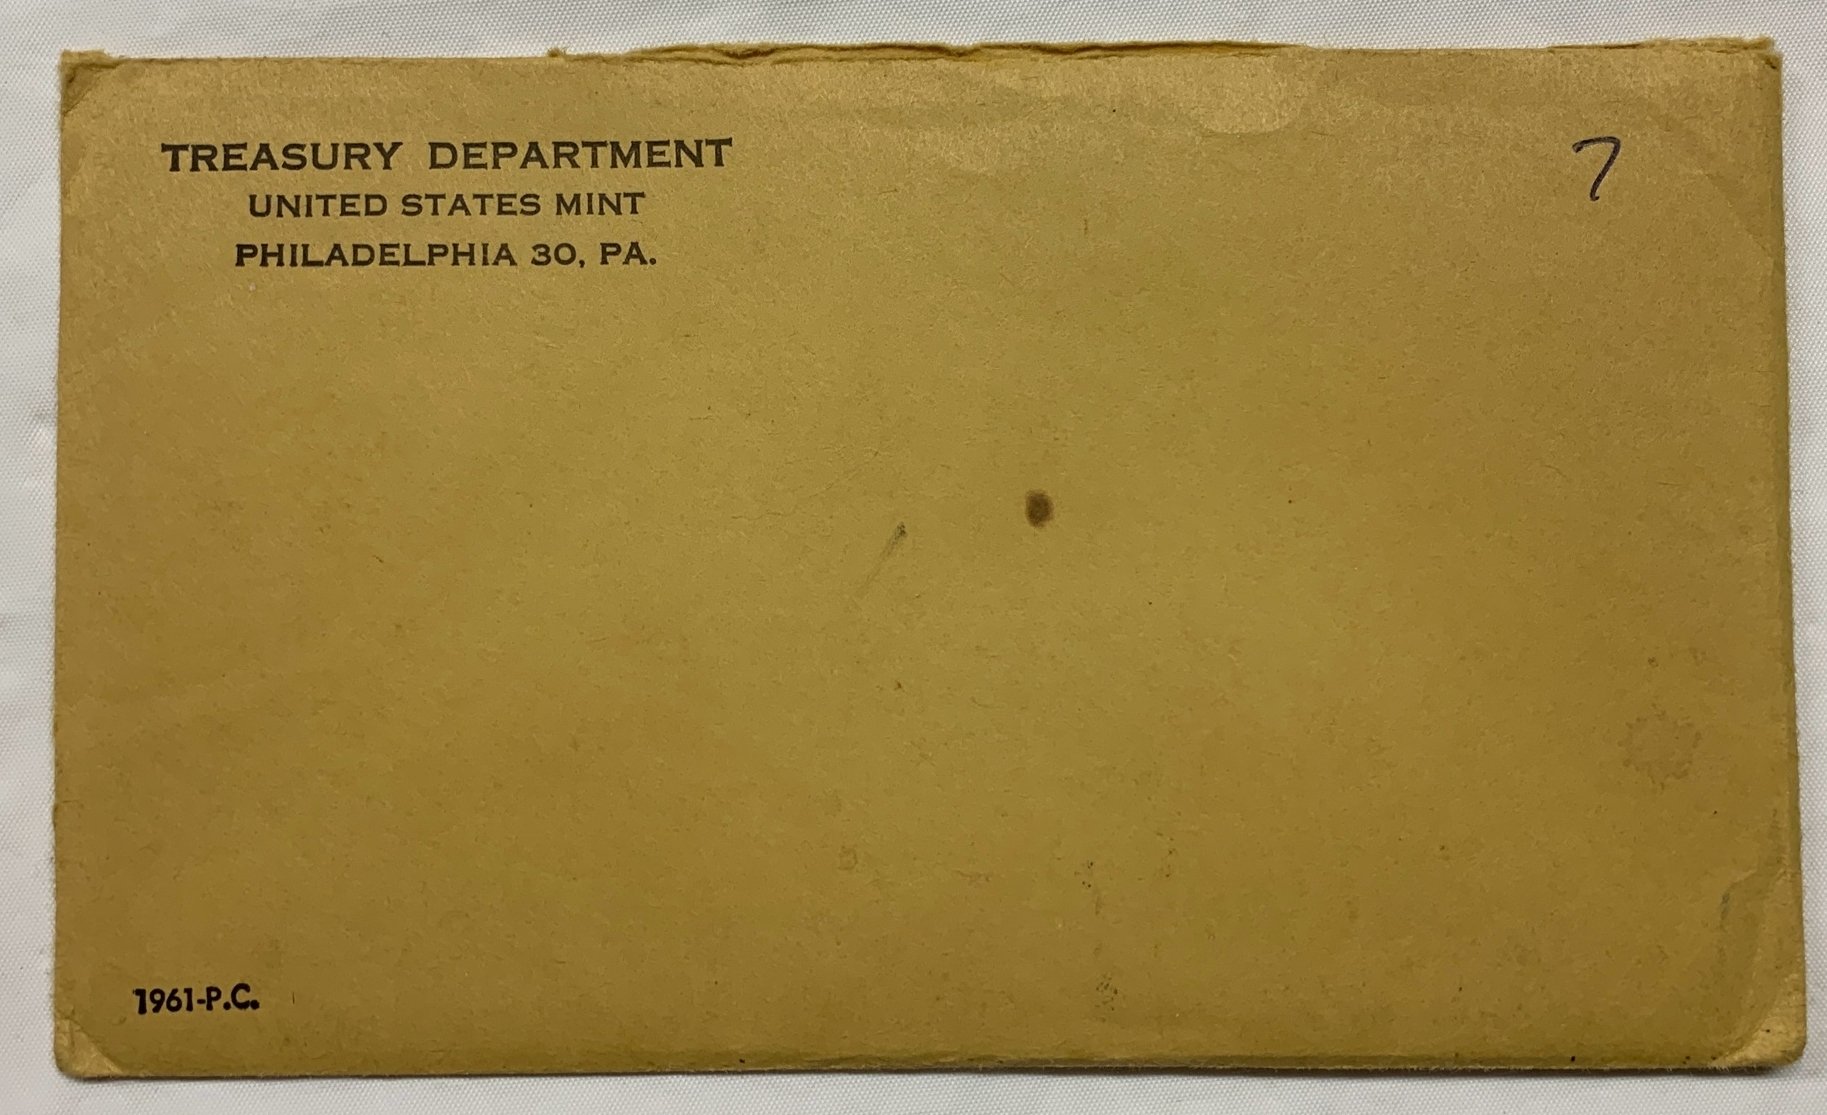 TREASURY DEPARTMENT
UNITED STATES MINT
PHILADELPHIA 30, PA.
7
1961-P.C.